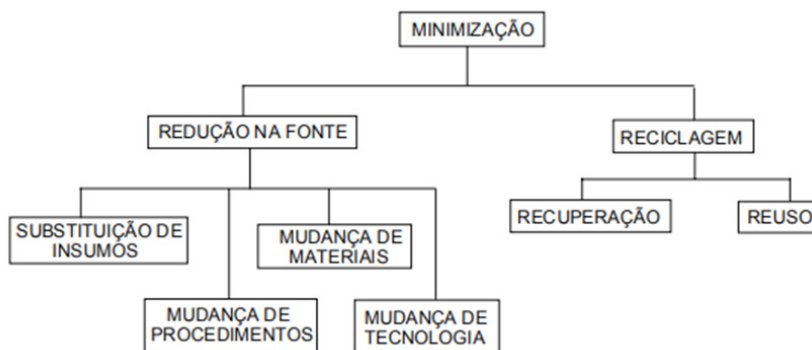 MINIMIZAÇÃO
REDUÇÃO NA FONTE
RECICLAGEM
SUBSTITUIÇÃO DE
INSUMOS
MUDANÇA DE
MATERIAIS
RECUPERAÇÃO
REUSO
MUDANÇA DE
PROCEDIMENTOS
MUDANÇA DE
TECNOLOGIA